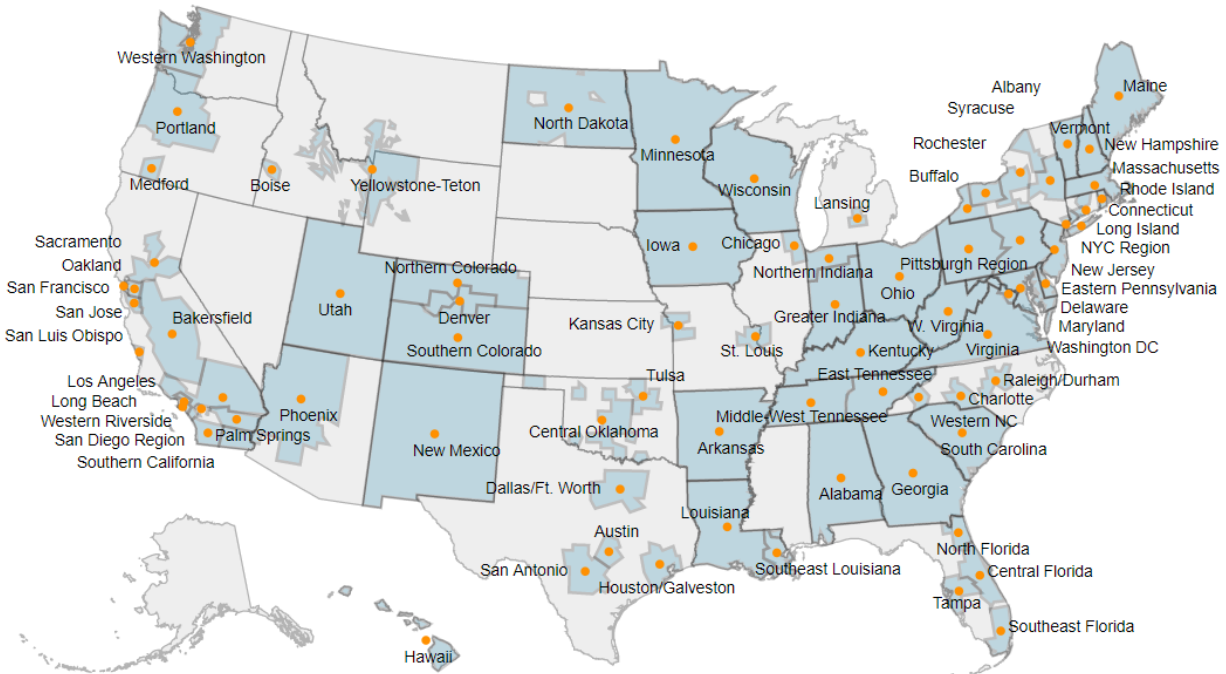 Western Washington
Portland
Medford
Boise
Yellowstone-Teton
North Dakota
Minnesota
Wisconsin
Lansing
Iowa
Chicago
Northern Indiana
Greater Indiana
Ohio
Albany
Syracuse
Rochester
Buffalo
Maine
Vermont
New Hampshire
Massachusetts
Rhode Island
Connecticut
Long Island
NYC Region
New Jersey
Eastern Pennsylvania
Delaware
Maryland
Washington DC
Pittsburgh Region
W. Virginia
Virginia
Kentucky
East Tennessee
Middle-West Tennessee
Raleigh/Durham
Charlotte
Western NC
South Carolina
Sacramento
Oakland
San Francisco
San Jose
San Luis Obispo
Bakersfield
Los Angeles
Long Beach
Western Riverside
San Diego Region
Southern California
Palm Springs
Utah
Northern Colorado
Denver
Southern Colorado
Phoenix
New Mexico
Kansas City
St. Louis
Tulsa
Central Oklahoma
Arkansas
Dallas/Ft. Worth
Austin
San Antonio
Houston/Galveston
Louisiana
Southeast Louisiana
Alabama
Georgia
North Florida
Central Florida
Tampa
Southeast Florida
Hawaii